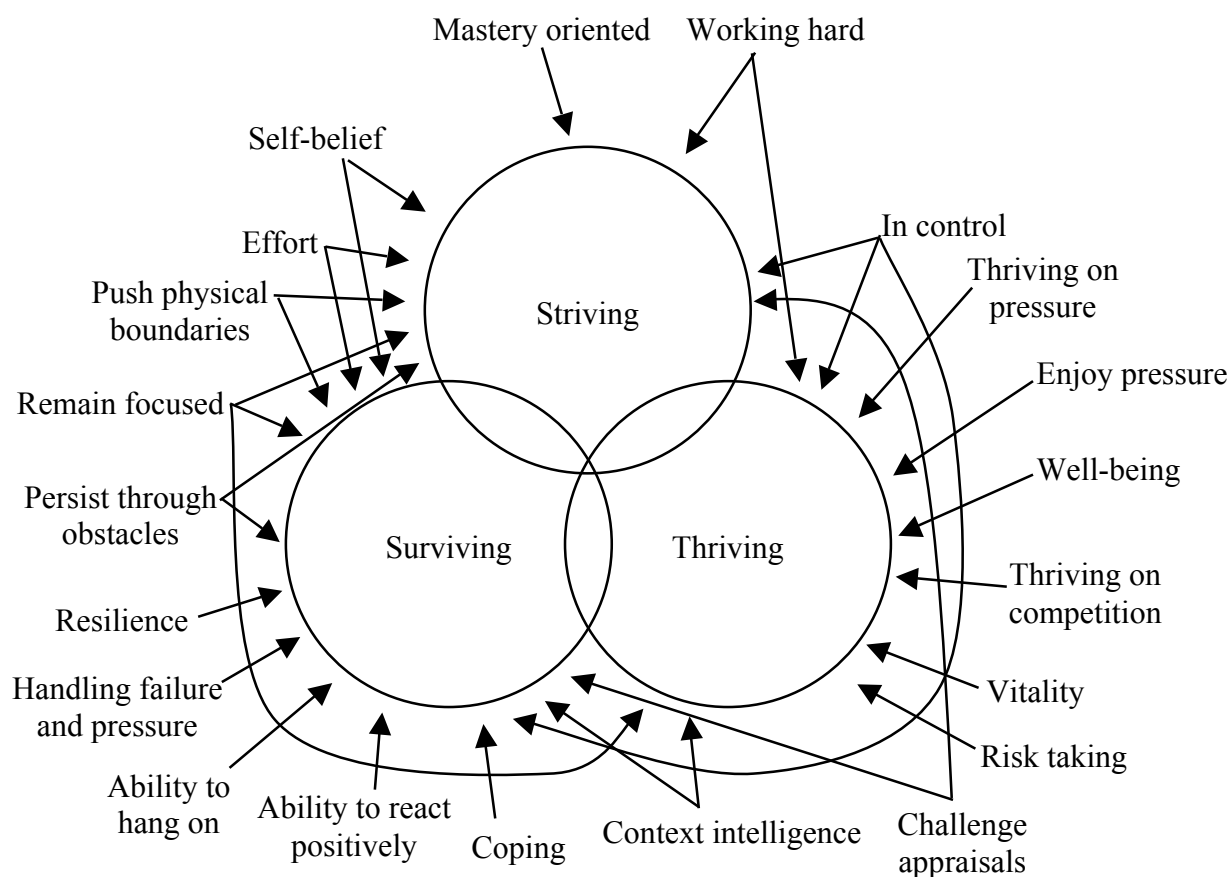 Mastery oriented
Working hard
Self-belief
Effort
In control
Push physical
boundaries
Thriving on
pressure
Striving
Remain focused
Enjoy pressure
Persist through
obstacles
Well-being
Surviving
Thriving
Thriving on
competition
Resilience
Handling failure
and pressure
Vitality
Risk taking
Ability to
hang on
Ability to react
positively
Coping
Context intelligence
Challenge
appraisals